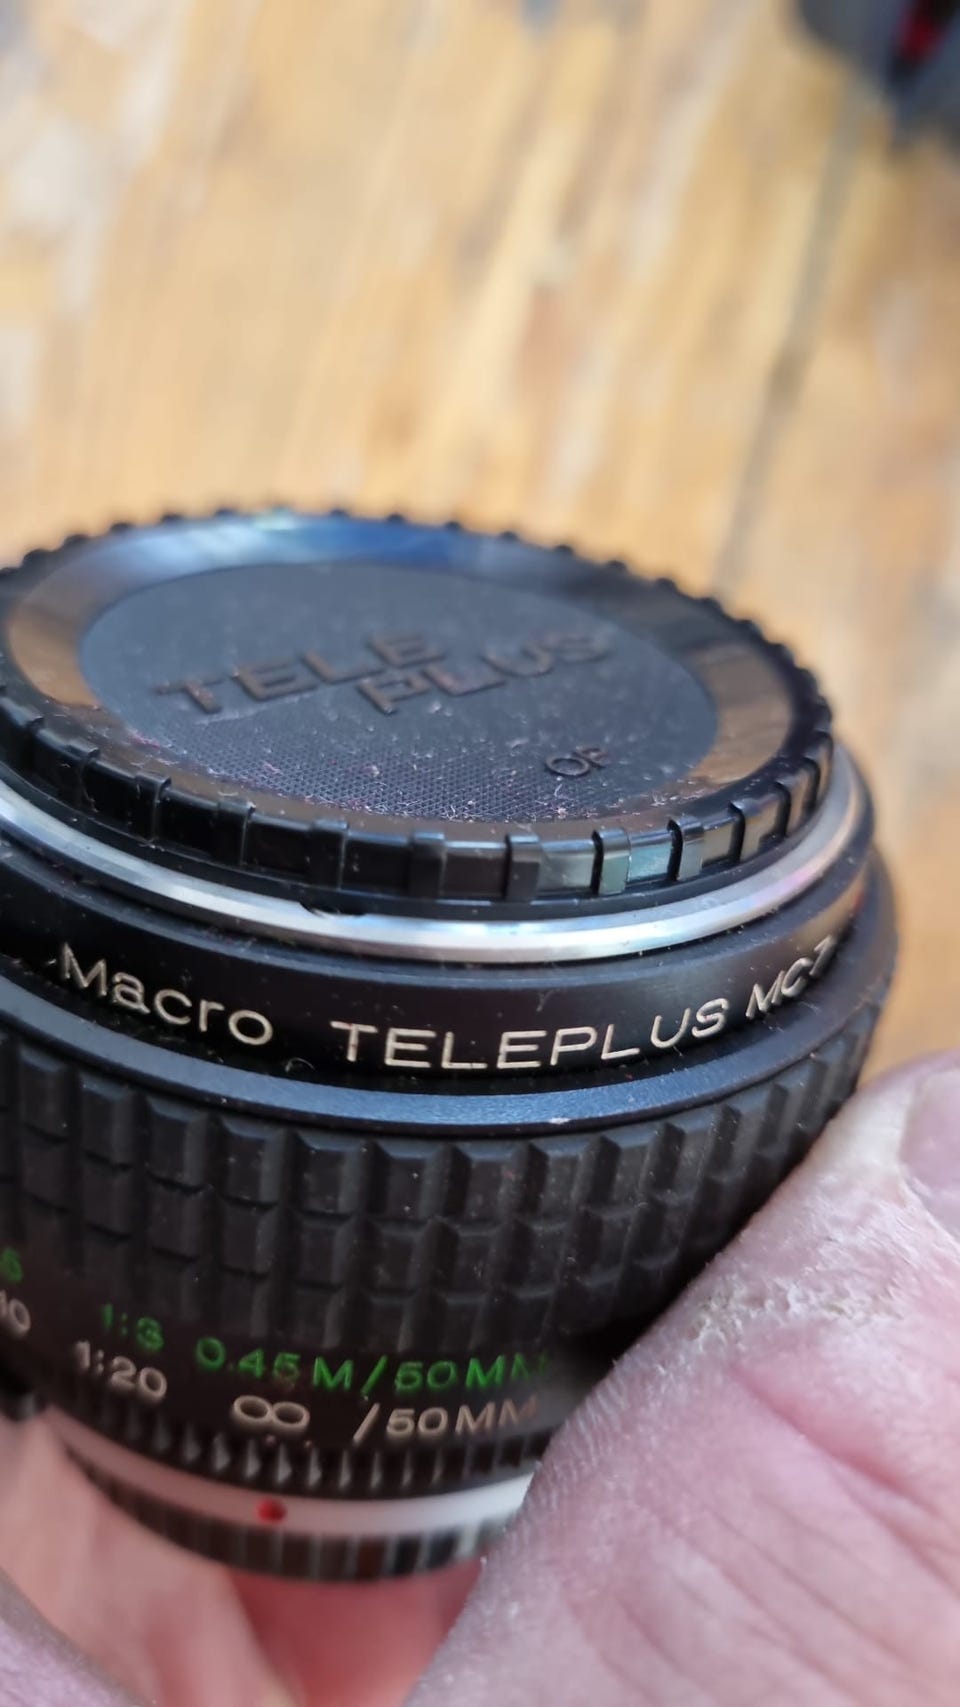 TELE
PLUS
OF
Macro TELEPLUS MC7
1:3 0.45M/50MM
1:20 ∞ /50MM